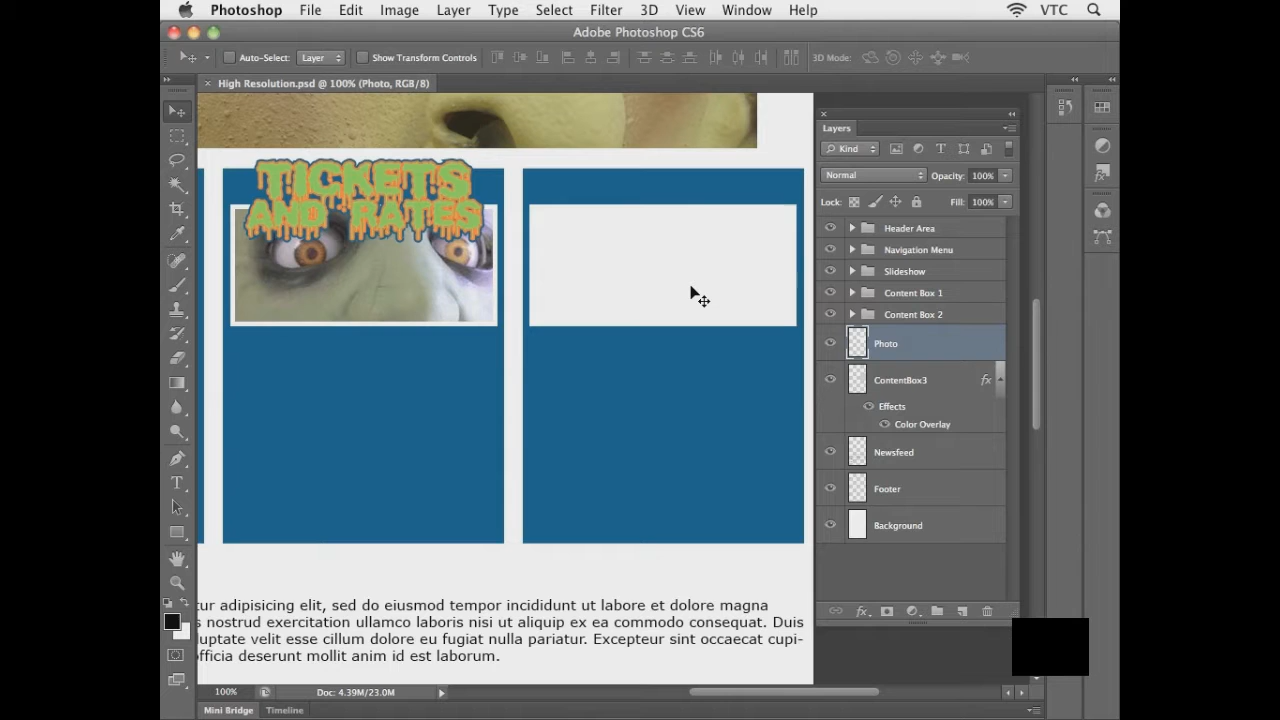 Photoshop File Edit Image Layer Type Select Filter 3D View Window Help VTC
Adobe Photoshop CS6
Auto-Select: Layer Show Transform Controls 3D Mode:
High Resolution.psd @ 100% (Photo, RGB/8)
Layers
Kind
Normal Opacity: 100%
Lock: Fill: 100%
Header Area
Navigation Menu
Slideshow
Content Box 1
Content Box 2
Photo
ContentBox3 fx
Effects
Color Overlay
Newsfeed
Footer
Background
TICKETS
AND RATES
tur adipisicing elit, sed do eiusmod tempor incididunt ut labore et dolore magna
s nostrud exercitation ullamco laboris nisi ut aliquip ex ea commodo consequat. Duis
luptate velit esse cillum dolore eu fugiat nulla pariatur. Excepteur sint occaecat cupi-
officia deserunt mollit anim id est laborum.
100% Doc: 4.39M/23.0M
Mini Bridge Timeline